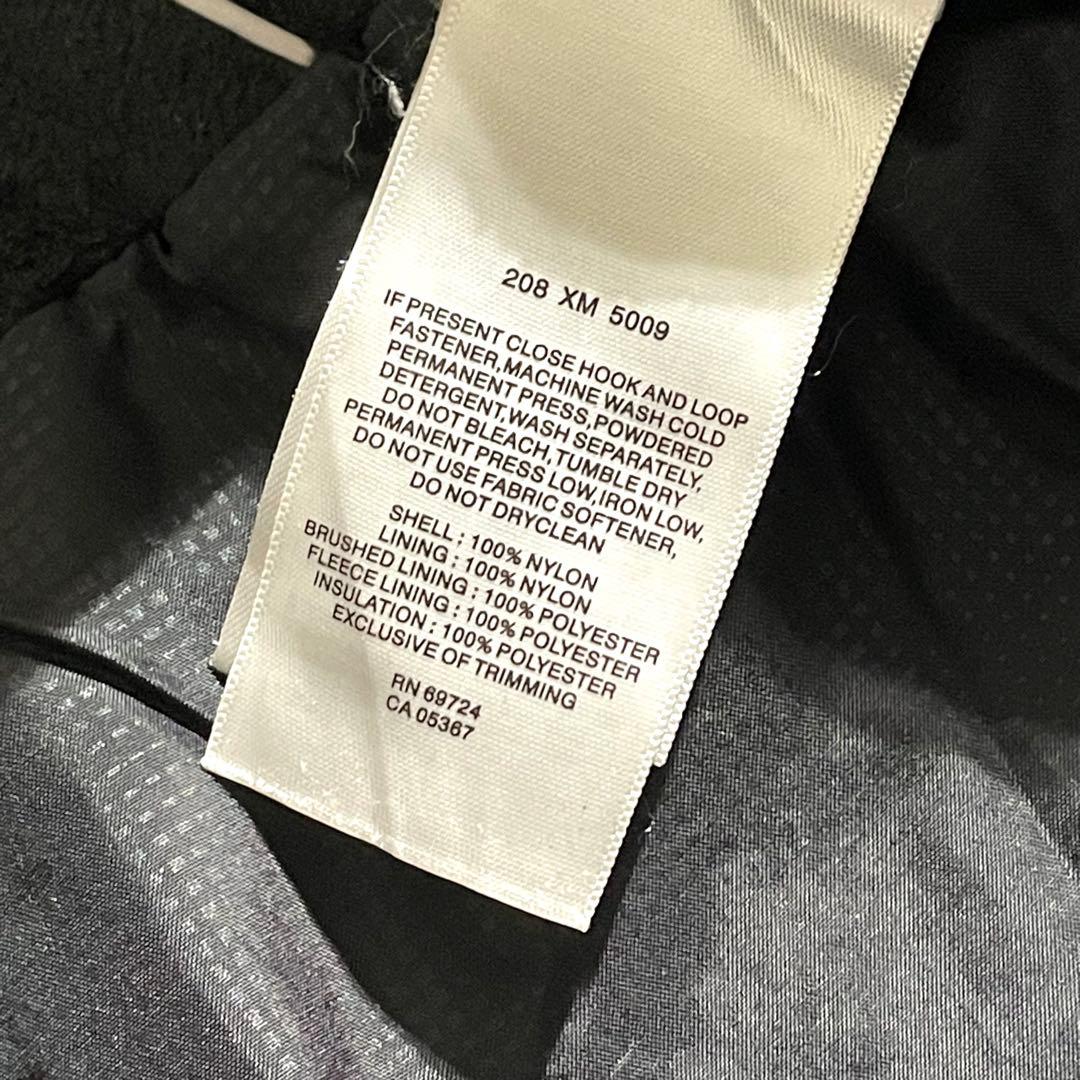 208 XM 5009
IF PRESENT CLOSE HOOK AND LOOP
FASTENER,MACHINE WASH COLD
PERMANENT PRESS,POWDERED
DETERGENT,WASH SEPARATELY,
DO NOT BLEACH,TUMBLE DRY
PERMANENT PRESS LOW,IRON LOW,
DO NOT USE FABRIC SOFTENER,
DO NOT DRYCLEAN
SHELL : 100% NYLON
LINING : 100% NYLON
BRUSHED LINING : 100% POLYESTER
FLEECE LINING : 100% POLYESTER
INSULATION : 100% POLYESTER
EXCLUSIVE OF TRIMMING
RN 69724
CA 05367